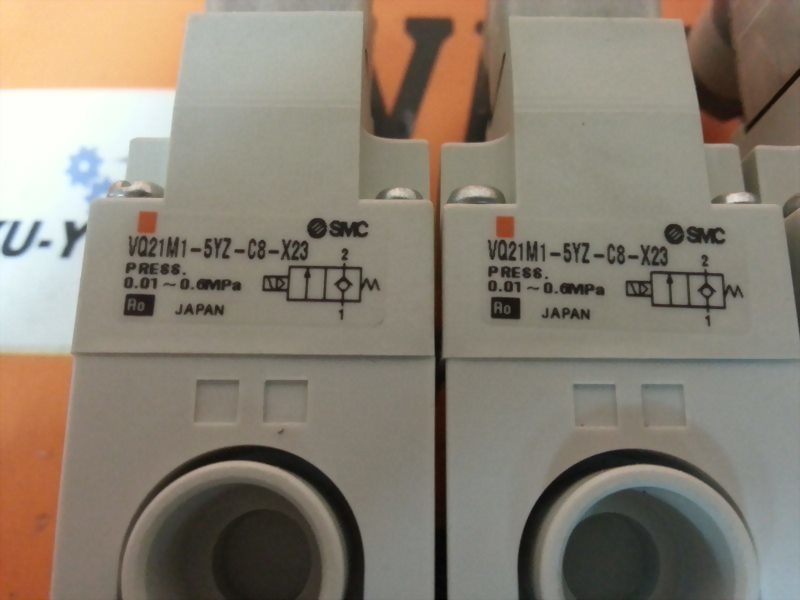 SMC
VQ21M1-5YZ-C8-X23
PRESS.
0.01~0.6MPa
2
1
Ro
JAPAN
SMC
VQ21M1-5YZ-C8-X23
PRESS.
0.01~0.6MPa
2
1
Ro
JAPAN